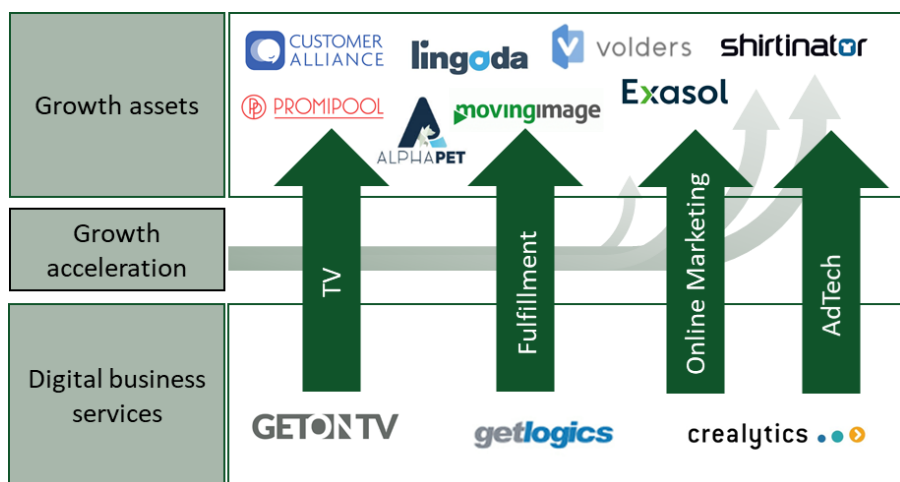 Growth assets
CUSTOMER
ALLIANCE
lingoda
volders
shirtinator
PROMIPOOL
ALPHAPET
movingimage
Exasol
Growth
acceleration
TV
Fulfillment
Online Marketing
AdTech
Digital business
services
GETONTV
getlogics
crealytics